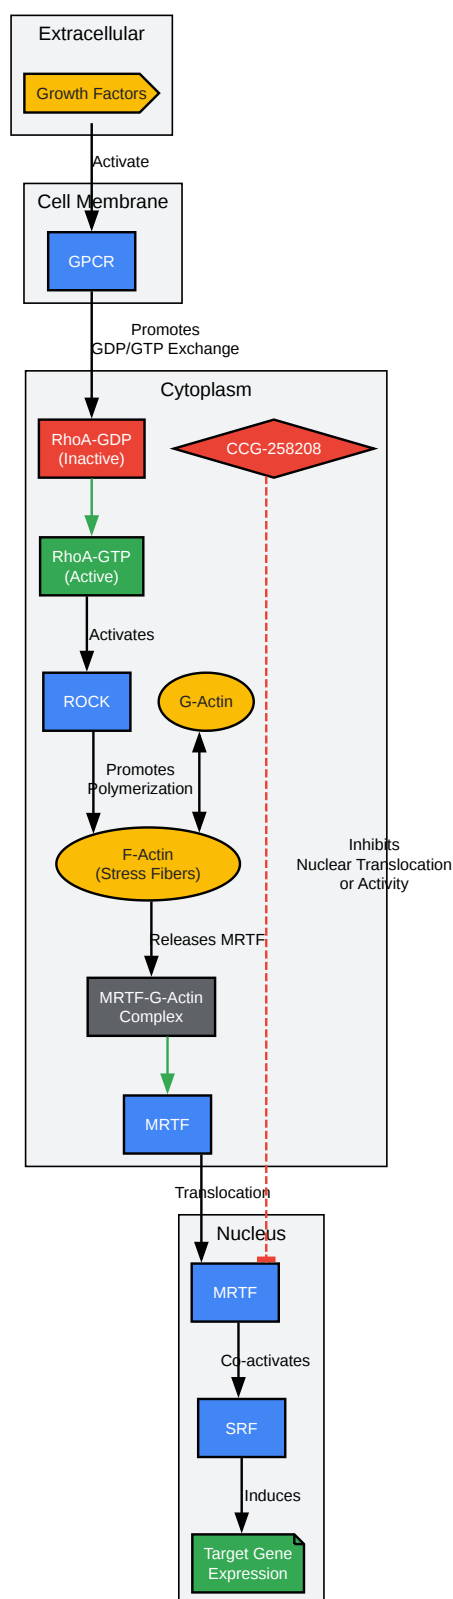 Extracellular
Growth Factors
Activate
Cell Membrane
GPCR
Promotes
GDP/GTP Exchange
Cytoplasm
RhoA-GDP
(Inactive)
CCG-258208
RhoA-GTP
(Active)
Activates
ROCK
G-Actin
Promotes
Polymerization
F-Actin
(Stress Fibers)
Inhibits
Nuclear Translocation
or Activity
Releases MRTF
MRTF-G-Actin
Complex
MRTF
Translocation
Nucleus
MRTF
Co-activates
SRF
Induces
Target Gene
Expression